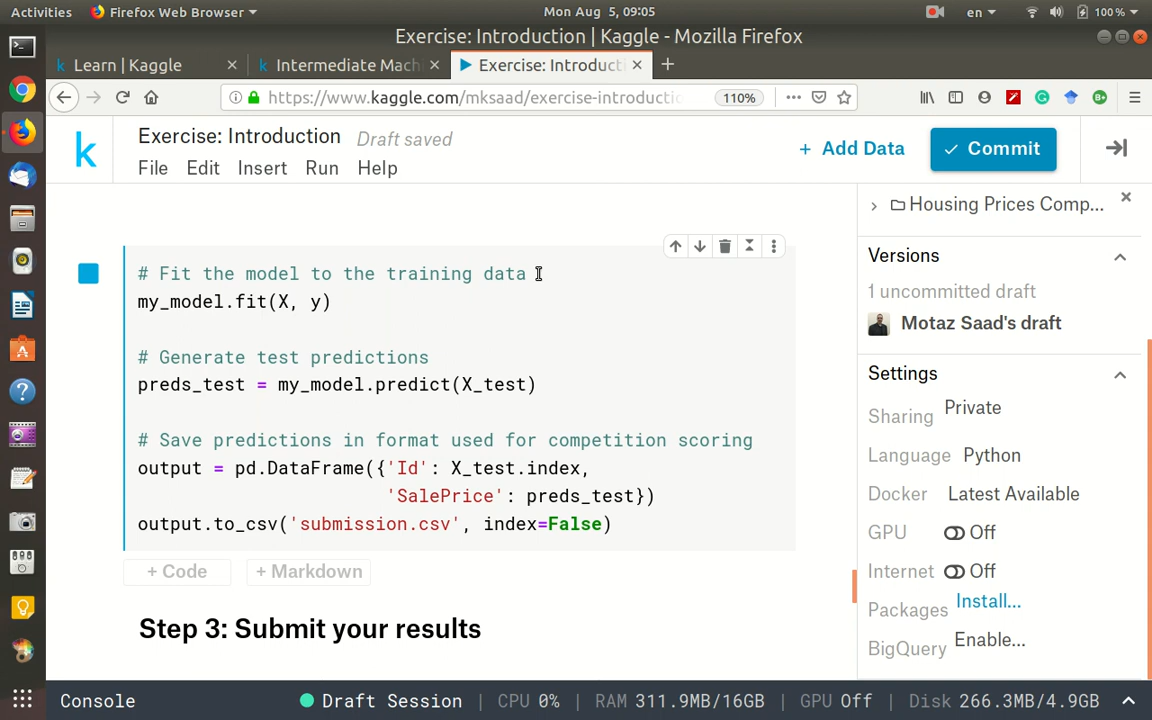 Activities
Firefox Web Browser
Mon Aug 5, 09:05
en
100%
Exercise: Introduction | Kaggle - Mozilla Firefox
Learn | Kaggle
Intermediate Mach
Exercise: Introducti
https://www.kaggle.com/mksaad/exercise-introductio
110%
Exercise: Introduction
Draft saved
File
Edit
Insert
Run
Help
+ Add Data
Commit
# Fit the model to the training data
my_model.fit(X, y)
# Generate test predictions
preds_test = my_model.predict(X_test)
# Save predictions in format used for competition scoring
output = pd.DataFrame({'Id': X_test.index,
'SalePrice': preds_test})
output.to_csv('submission.csv', index=False)
+ Code
+ Markdown
Step 3: Submit your results
Housing Prices Comp...
Versions
1 uncommitted draft
Motaz Saad's draft
Settings
Sharing Private
Language Python
Docker Latest Available
GPU Off
Internet Off
Packages Install...
BigQuery Enable...
Console
Draft Session | CPU 0% | RAM 311.9MB/16GB | GPU Off | Disk 266.3MB/4.9GB